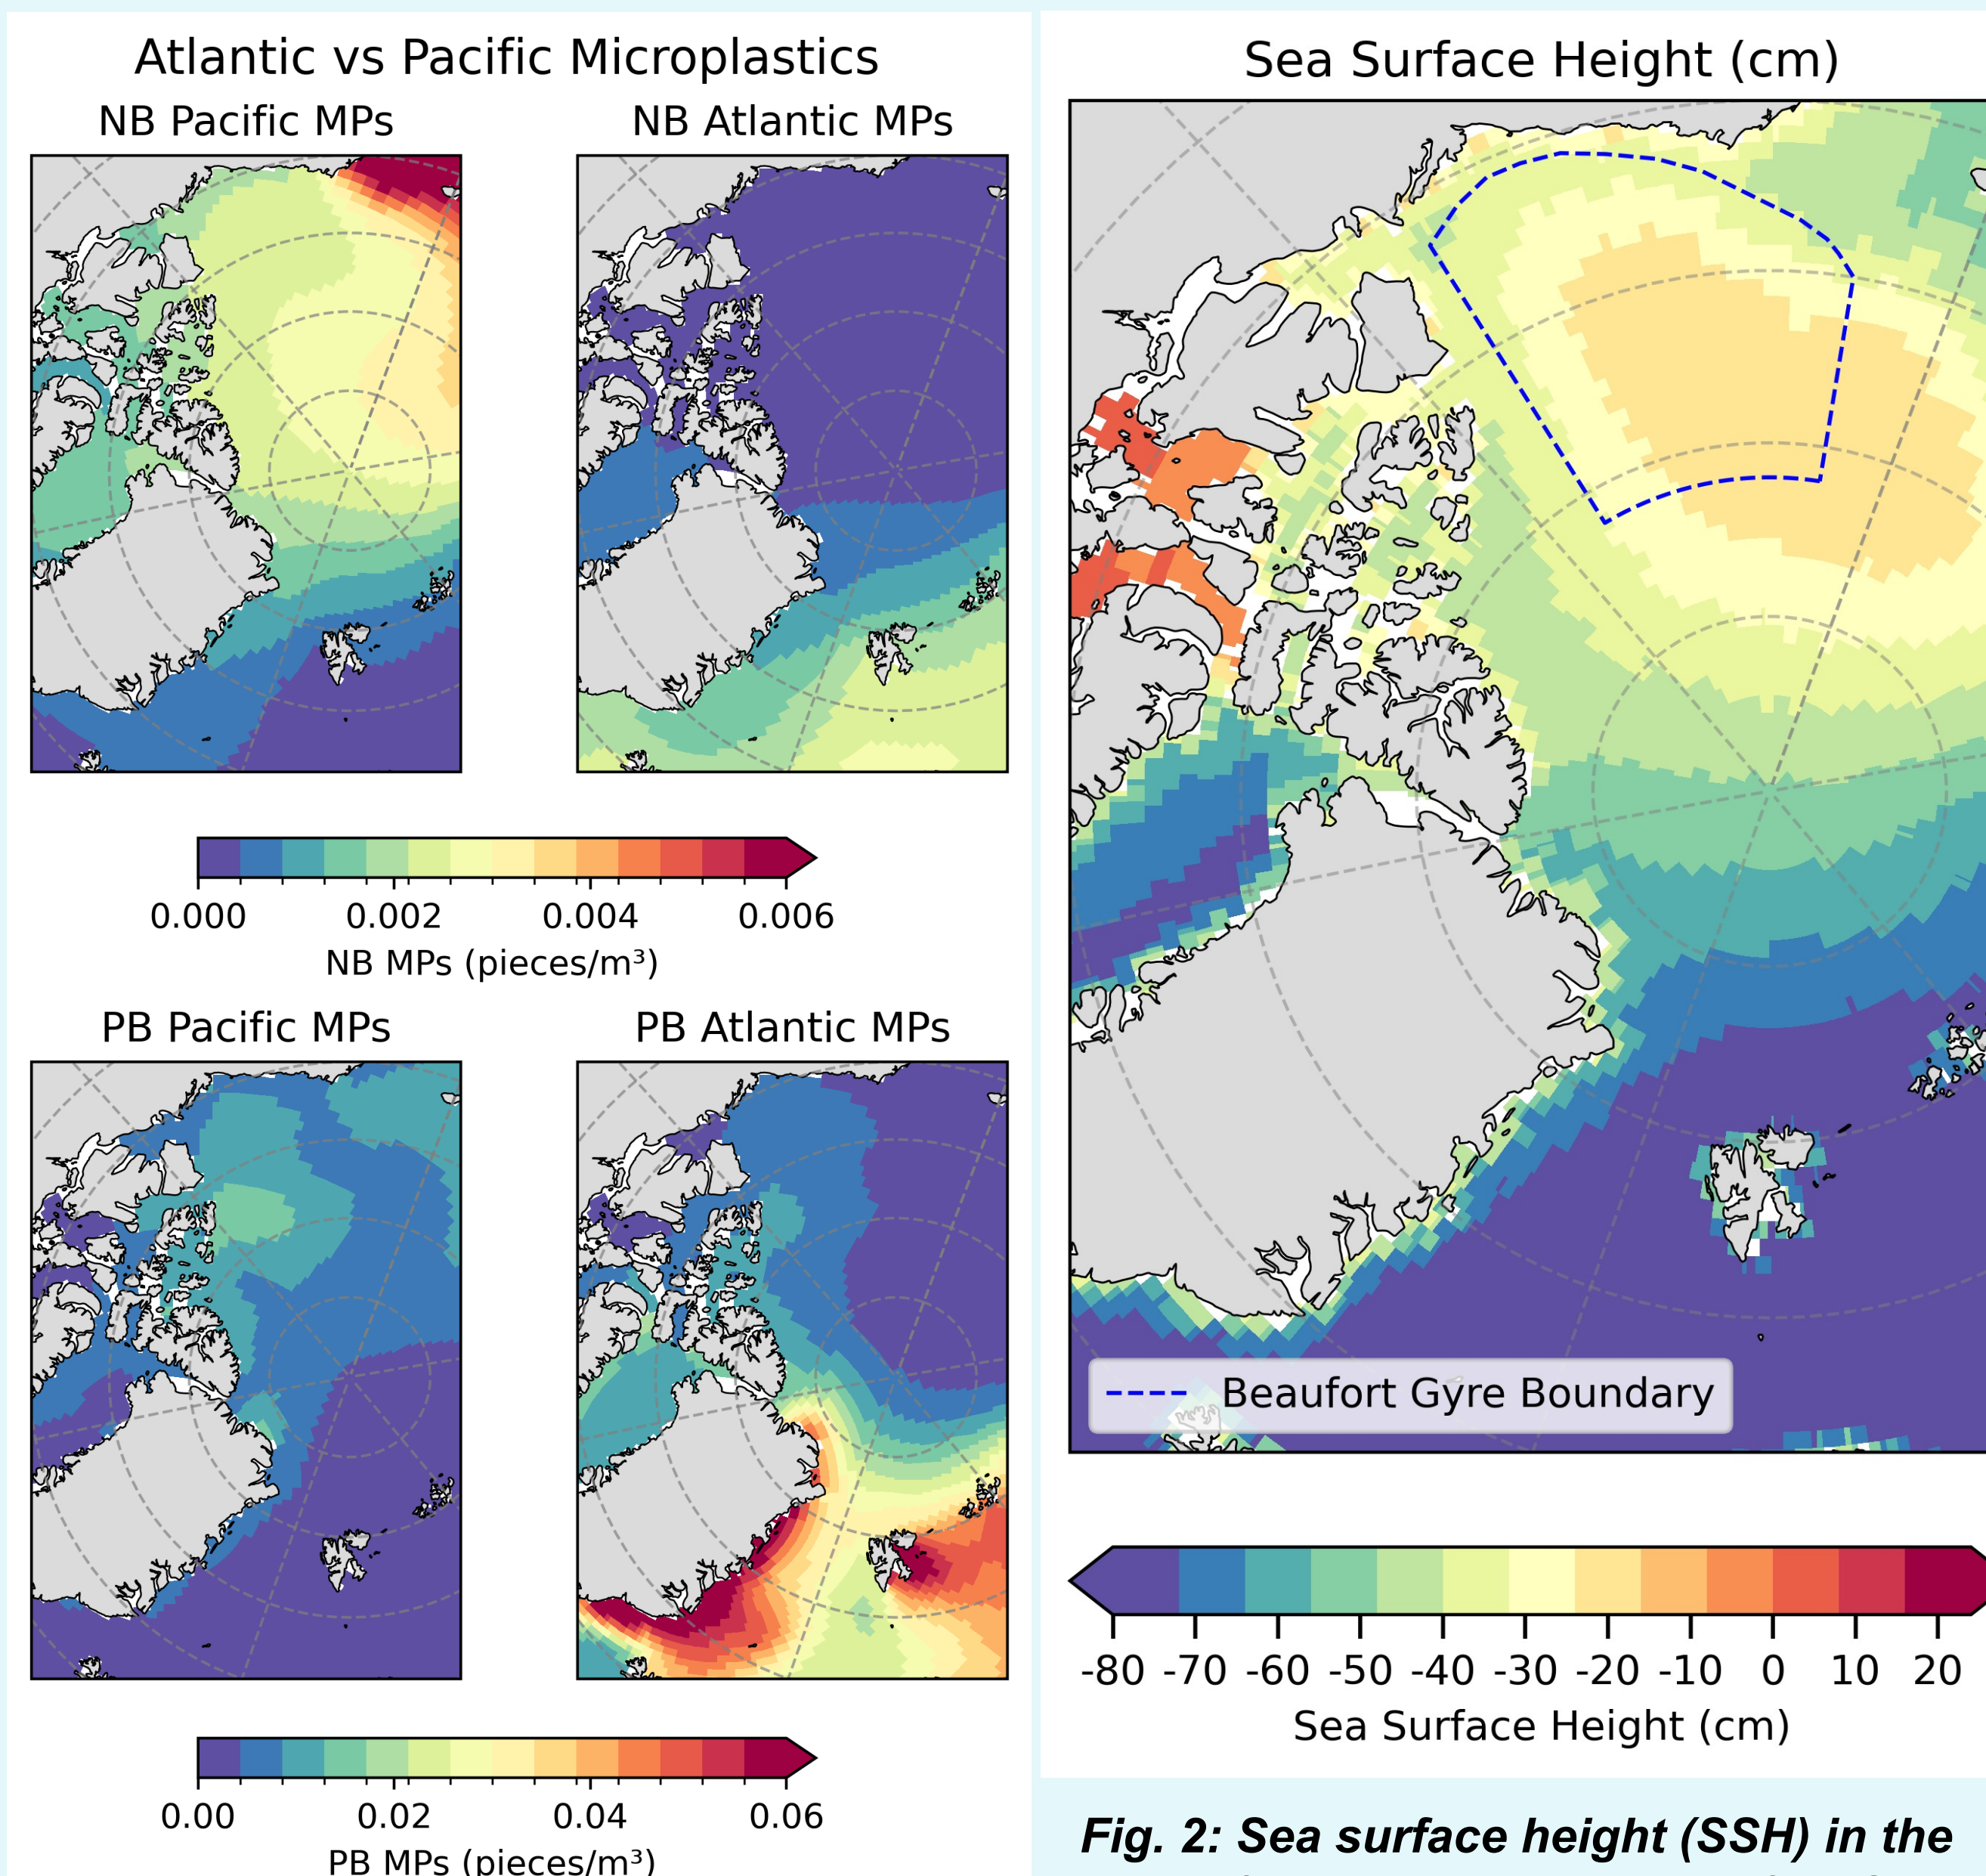 Atlantic vs Pacific Microplastics
NB Pacific MPs
NB Atlantic MPs
0.000 0.002 0.004 0.006
NB MPs (pieces/m³)
PB Pacific MPs
PB Atlantic MPs
0.00 0.02 0.04 0.06
PB MPs (pieces/m³)
Sea Surface Height (cm)
Beaufort Gyre Boundary
-80 -70 -60 -50 -40 -30 -20 -10 0 10 20
Sea Surface Height (cm)
Fig. 2: Sea surface height (SSH) in the